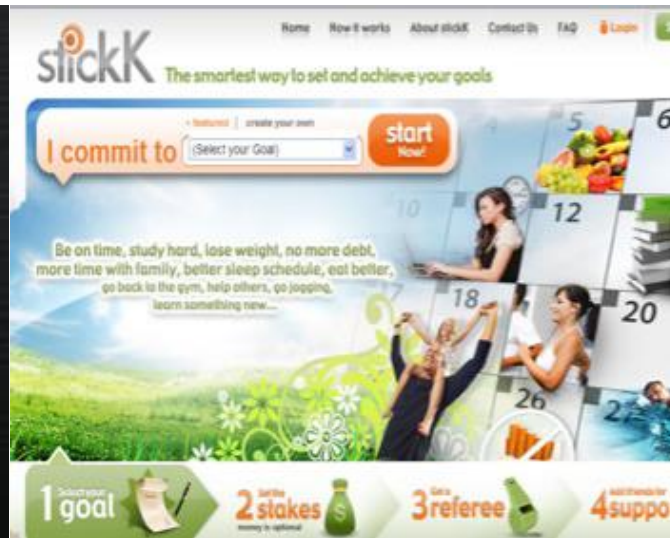 Home How it works About stickK Contact Us FAQ Login
stickK The smartest way to set and achieve your goals
featured | create your own
I commit to (Select your Goal) start Now!
5 6
10 12
Be on time, study hard, lose weight, no more debt,
more time with family, better sleep schedule, eat better,
go back to the gym, help others, go jogging,
learn something new...
17 18 20
26 2
1 Select your goal
2 Set the stakes
money is optional
3 Get a referee
4 Add friends for suppo